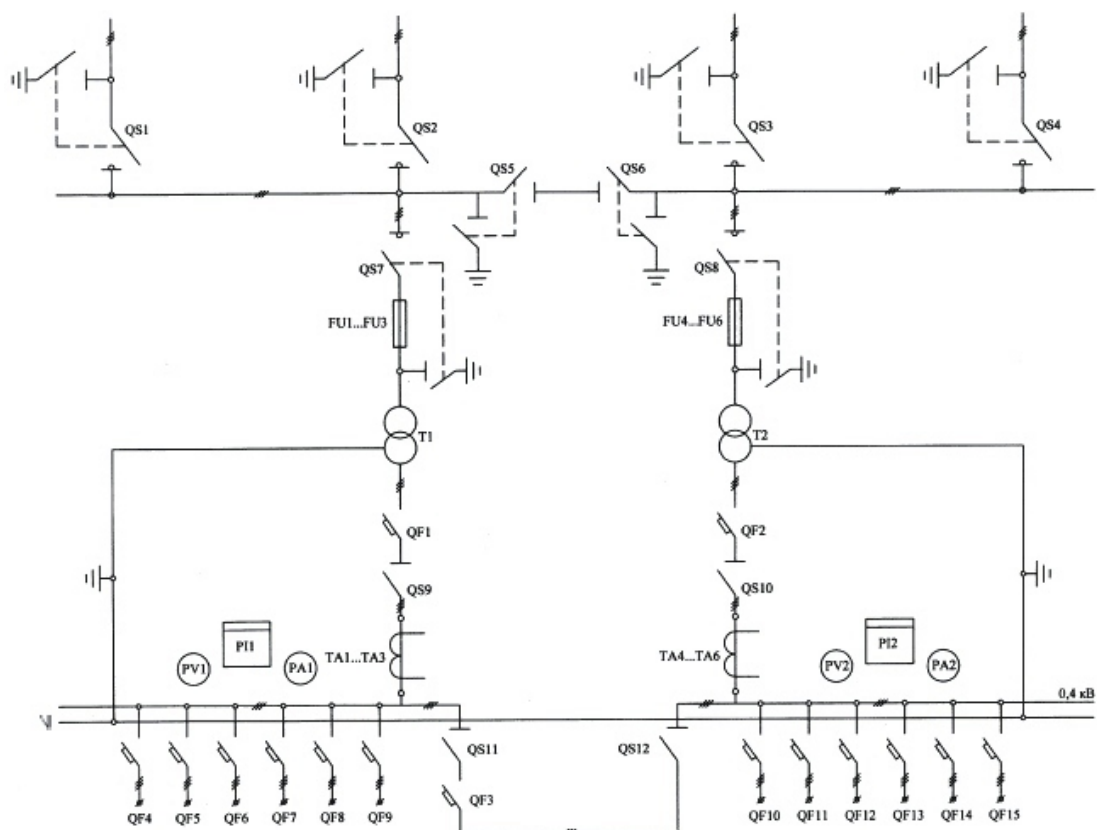 QS1 QS2 QS3 QS4
QS5 QS6
QS7 QS8
FU1...FU3 FU4...FU6
T1 T2
QF1 QF2
QS9 QS10
PI1 PI2
TA1...TA3 TA4...TA6
PV1 PA1 PV2 PA2
0,4 кВ
N
QS11 QS12
QF3
QF4 QF5 QF6 QF7 QF8 QF9 QF10 QF11 QF12 QF13 QF14 QF15